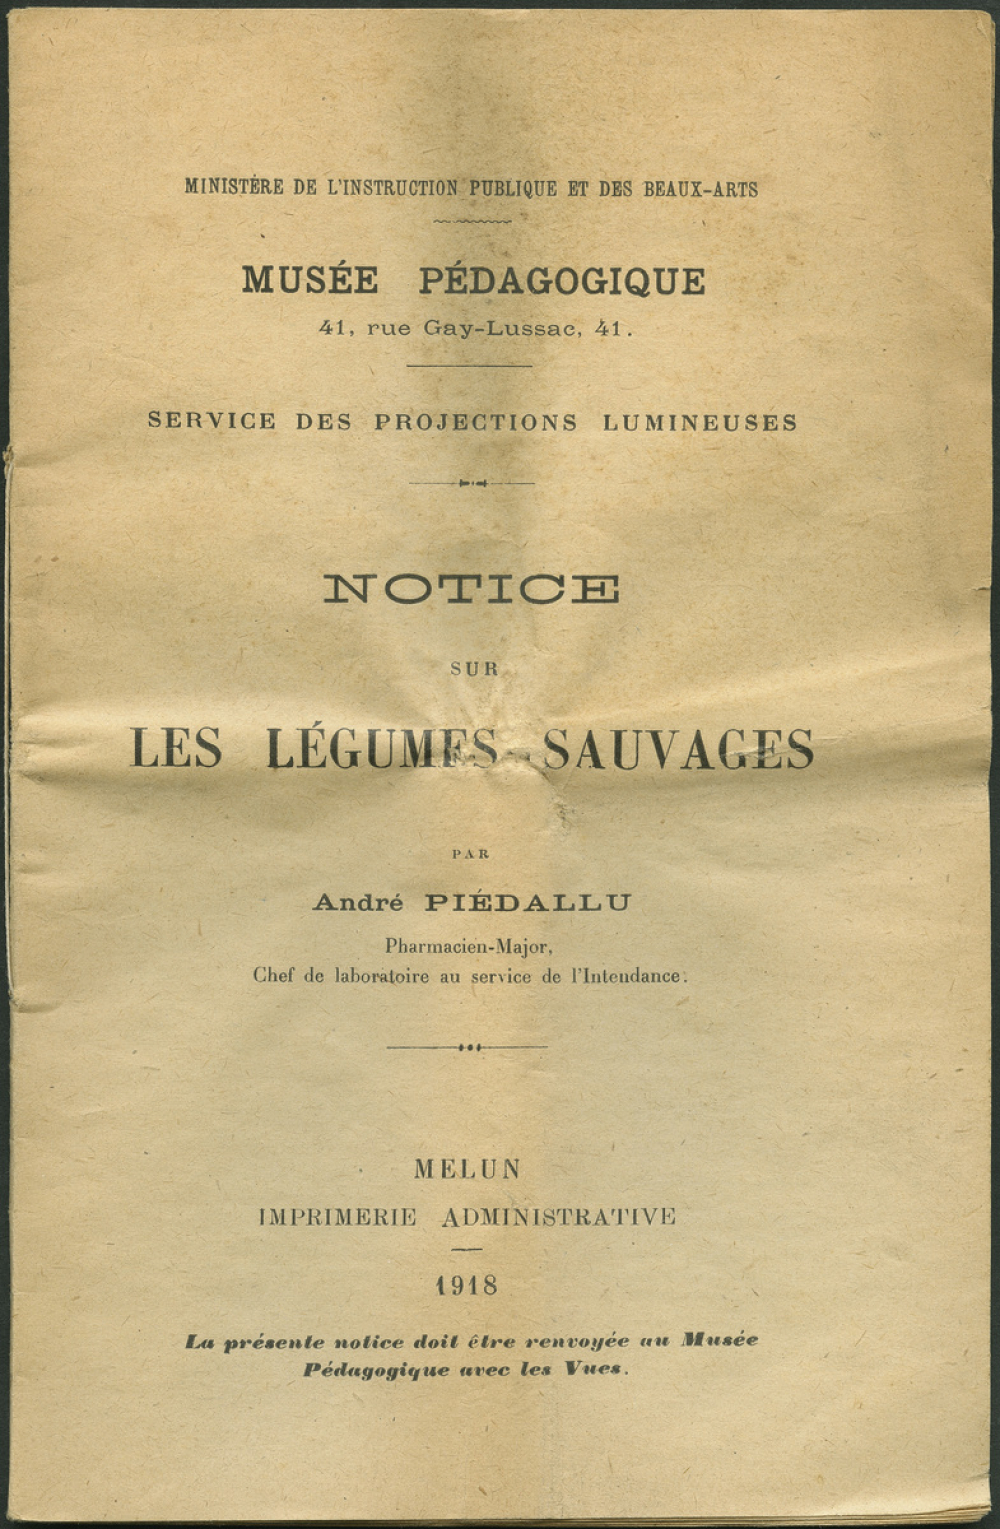 MINISTÈRE DE L'INSTRUCTION PUBLIQUE ET DES BEAUX-ARTS
MUSÉE PÉDAGOGIQUE
41, rue Gay-Lussac, 41.
SERVICE DES PROJECTIONS LUMINEUSES
NOTICE
SUR
LES LÉGUMES SAUVAGES
PAR
André PIÉDALLU
Pharmacien-Major,
Chef de laboratoire au service de l'Intendance.
MELUN
IMPRIMERIE ADMINISTRATIVE
1918
La présente notice doit être renvoyée au Musée
Pédagogique avec les Vues.